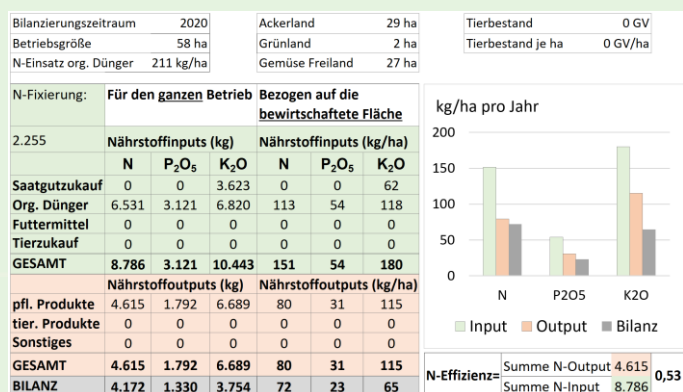 Bilanzierungszeitraum 2020 Ackerland 29 ha Tierbestand 0 GV
Betriebsgröße 58 ha Grünland 2 ha Tierbestand je ha 0 GV/ha
N-Einsatz org. Dünger 211 kg/ha Gemüse Freiland 27 ha
N-Fixierung: Für den ganzen Betrieb Bezogen auf die
bewirtschaftete Fläche
2.255 Nährstoffinputs (kg) Nährstoffinputs (kg/ha)
N P₂O₅ K₂O N P₂O₅ K₂O
Saatgutzukauf 0 0 3.623 0 0 62
Org. Dünger 6.531 3.121 6.820 113 54 118
Futtermittel 0 0 0 0 0 0
Tierzukauf 0 0 0 0 0 0
GESAMT 8.786 3.121 10.443 151 54 180
Nährstoffoutputs (kg) Nährstoffoutputs (kg/ha)
pfl. Produkte 4.615 1.792 6.689 80 31 115
tier. Produkte 0 0 0 0 0 0
Sonstiges 0 0 0 0 0 0
GESAMT 4.615 1.792 6.689 80 31 115
BILANZ 4.172 1.330 3.754 72 23 65
kg/ha pro Jahr
200
150
100
50
0
N P2O5 K2O
Input Output Bilanz
N-Effizienz= Summe N-Output 4.615 0,53
Summe N-Input 8.786